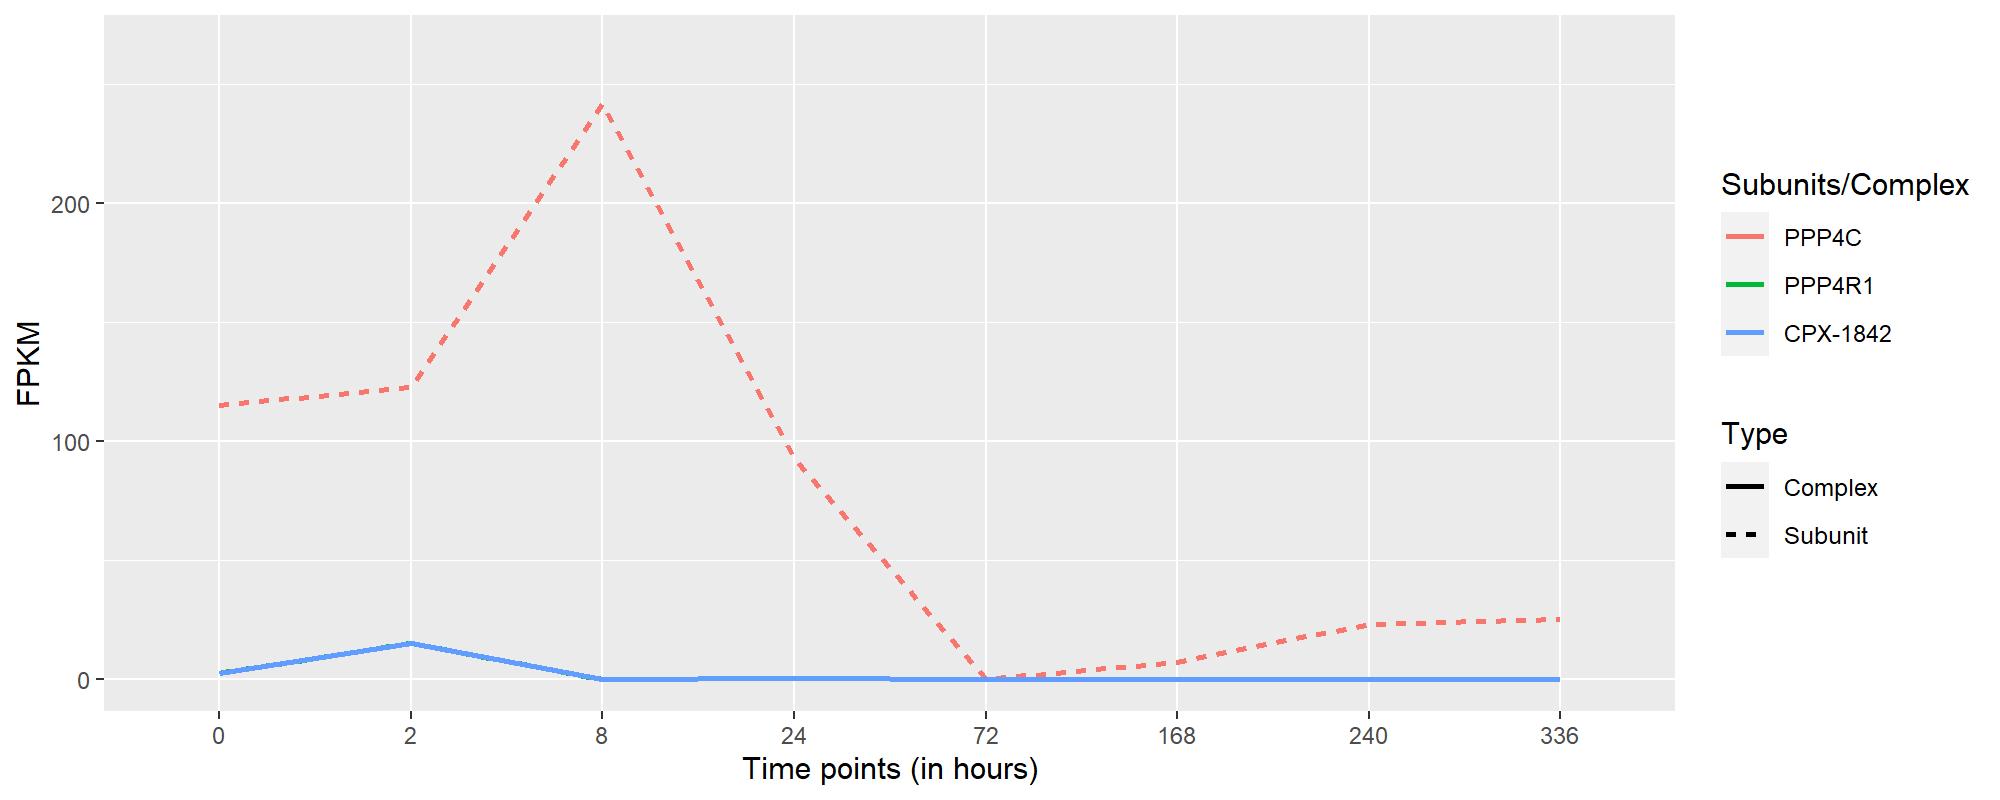 FPKM
200
100
0
0 2 8 24 72 168 240 336
Time points (in hours)
Subunits/Complex
PPP4C
PPP4R1
CPX-1842
Type
Complex
Subunit